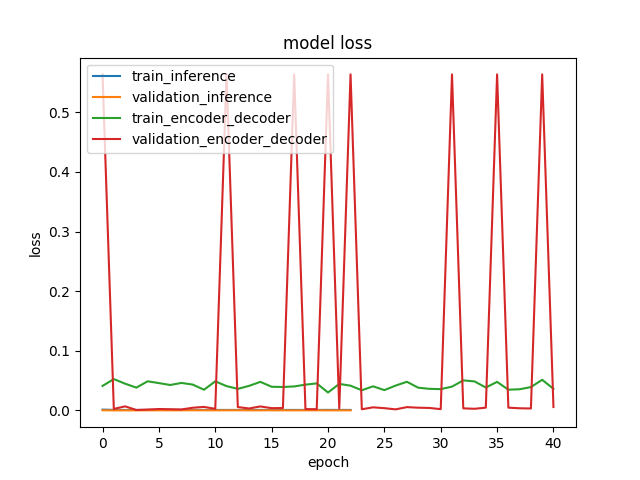 model loss
train_inference
validation_inference
train_encoder_decoder
validation_encoder_decoder
0.5
0.4
0.3
0.2
0.1
0.0
loss
0 5 10 15 20 25 30 35 40
epoch